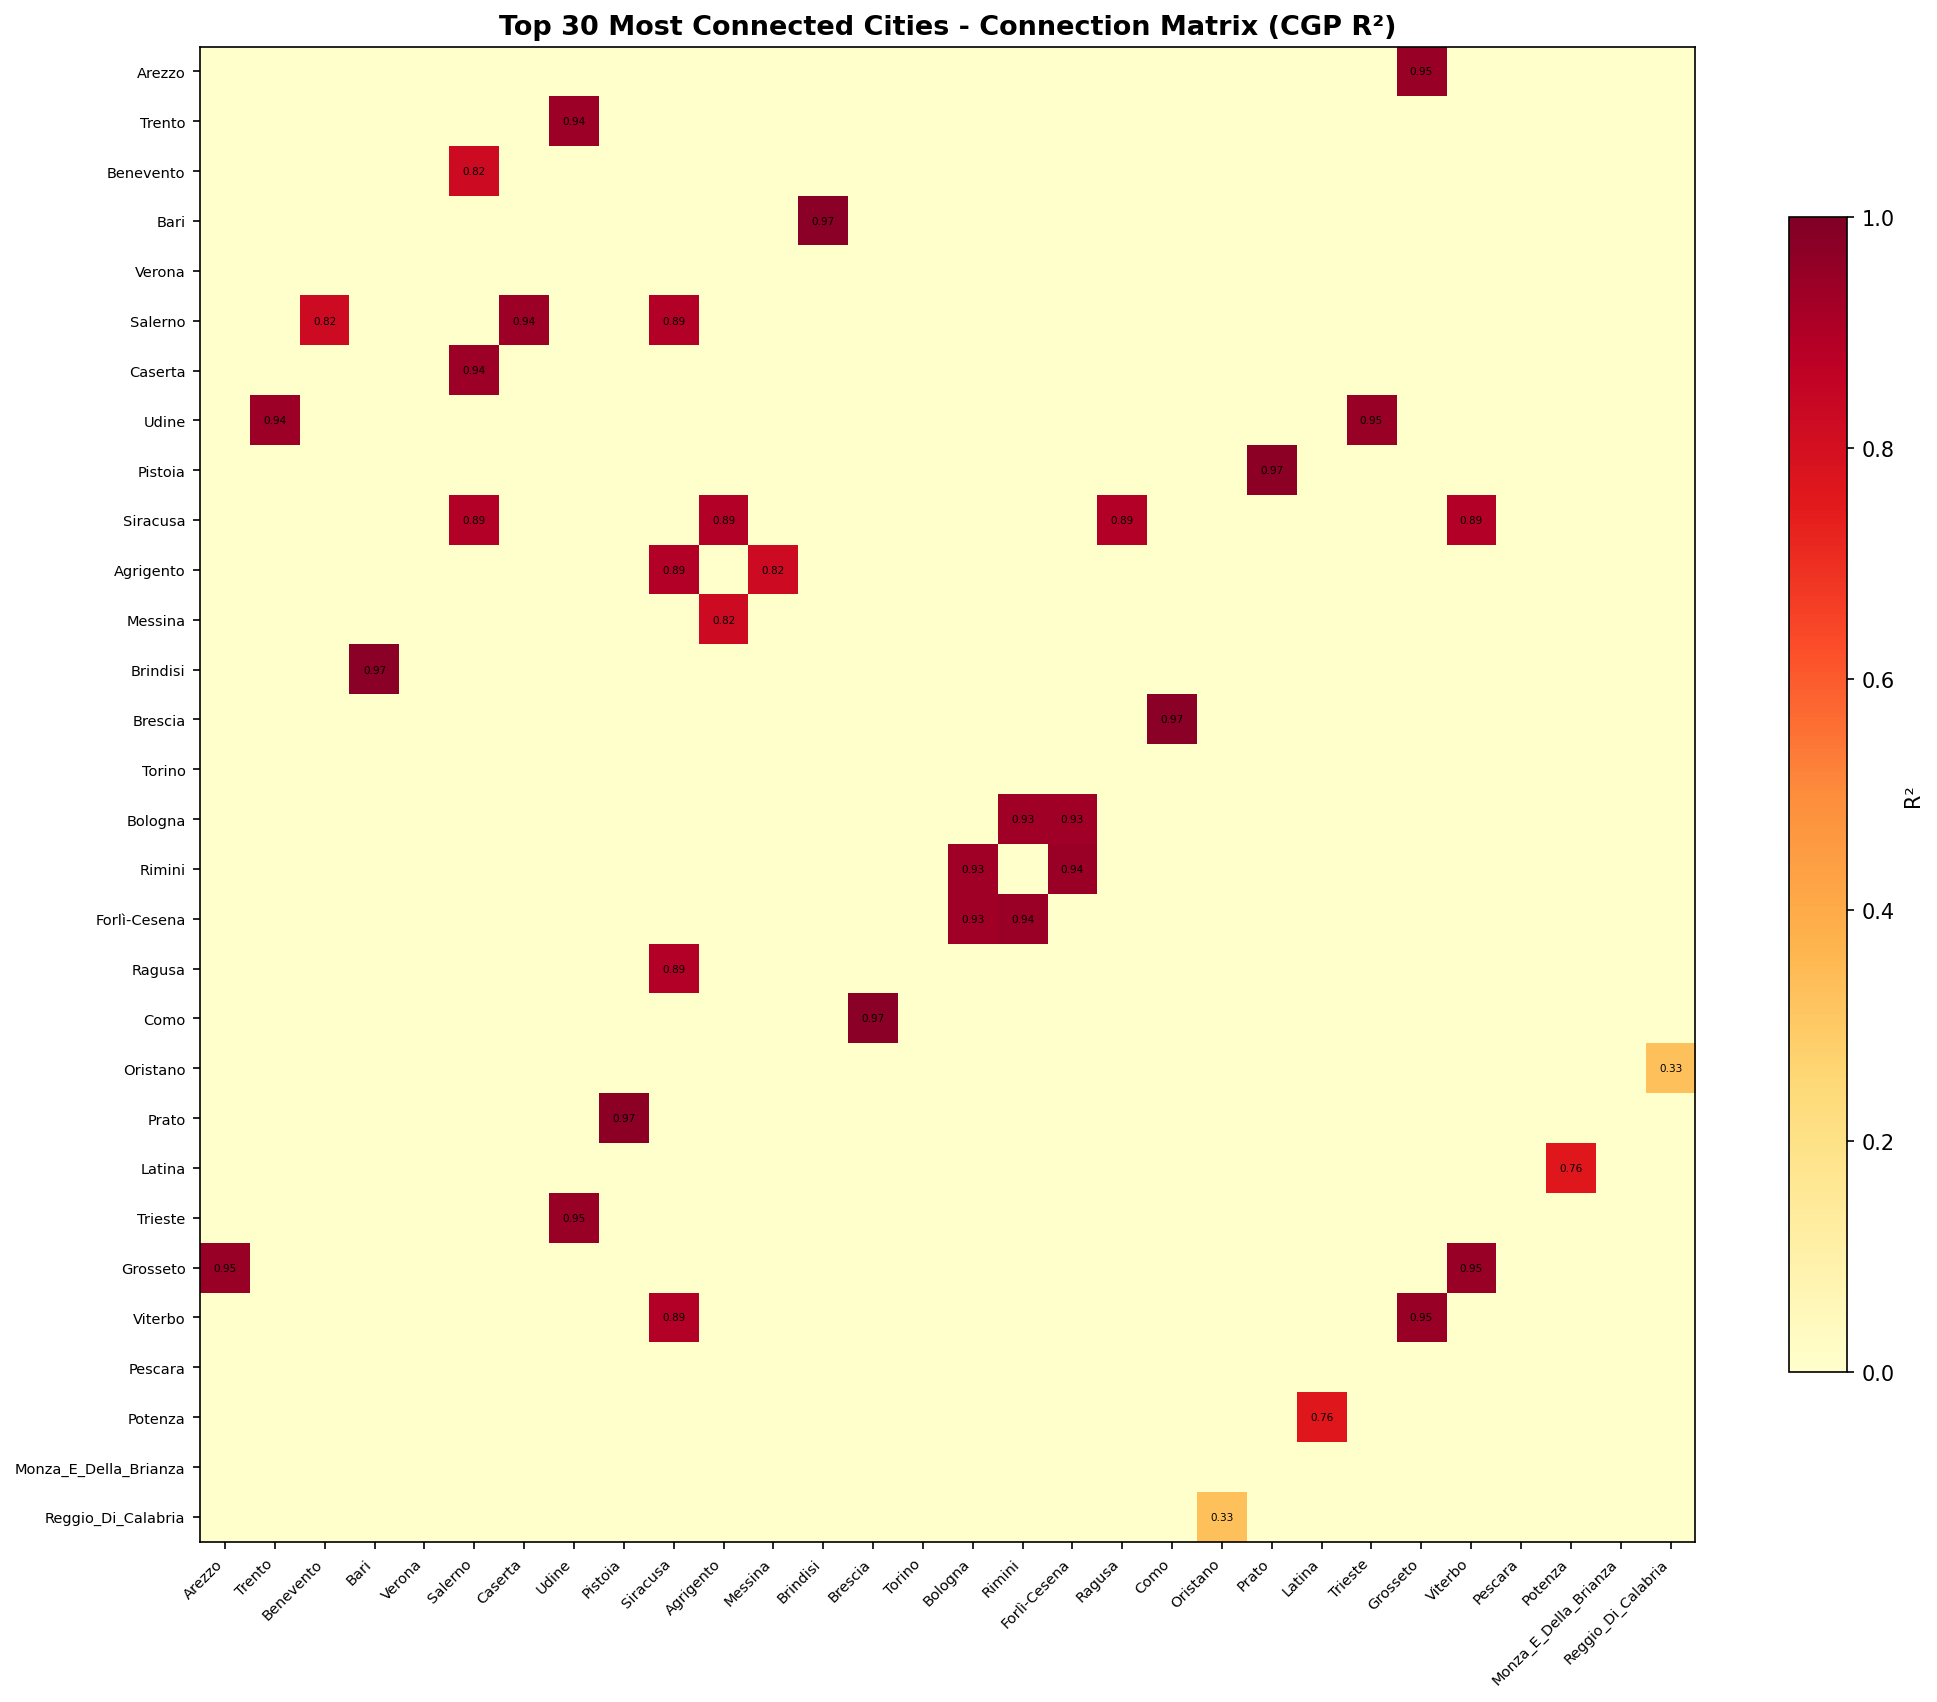 Top 30 Most Connected Cities - Connection Matrix (CGP R²)
Arezzo 0.95
Trento 0.94
Benevento 0.82
Bari 0.97
Verona
Salerno 0.82 0.94 0.89
Caserta 0.94
Udine 0.94 0.95
Pistoia 0.97
Siracusa 0.89 0.89 0.89 0.89
Agrigento 0.89 0.82
Messina 0.82
Brindisi 0.97
Brescia 0.97
Torino
Bologna 0.93 0.93
Rimini 0.93 0.94
Forlì-Cesena 0.93 0.94
Ragusa 0.89
Como 0.97
Oristano 0.33
Prato 0.97
Latina 0.76
Trieste 0.95
Grosseto 0.95 0.95
Viterbo 0.89 0.95
Pescara
Potenza 0.76
Monza_E_Della_Brianza
Reggio_Di_Calabria 0.33
Arezzo
Trento
Benevento
Bari
Verona
Salerno
Caserta
Udine
Pistoia
Siracusa
Agrigento
Messina
Brindisi
Brescia
Torino
Bologna
Rimini
Forlì-Cesena
Ragusa
Como
Oristano
Prato
Latina
Trieste
Grosseto
Viterbo
Pescara
Potenza
Monza_E_Della_Brianza
Reggio_Di_Calabria
1.0
0.8
0.6
0.4
0.2
0.0
R²